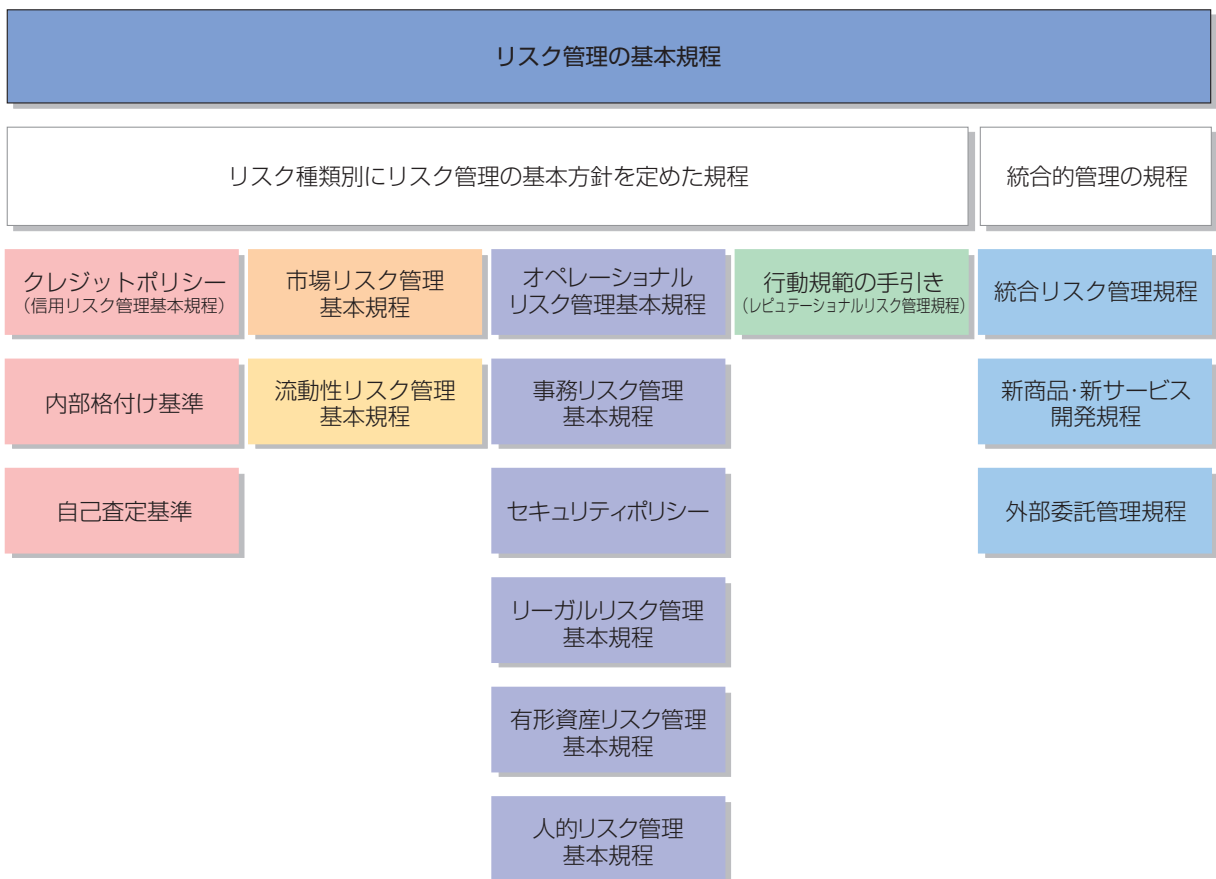 リスク管理の基本規程
リスク種類別にリスク管理の基本方針を定めた規程
統合的管理の規程
クレジットポリシー
（信用リスク管理基本規程）
市場リスク管理
基本規程
オペレーショナル
リスク管理基本規程
行動規範の手引き
（レピュテーショナルリスク管理規程）
統合リスク管理規程
内部格付け基準
流動性リスク管理
基本規程
事務リスク管理
基本規程
新商品・新サービス
開発規程
自己査定基準
セキュリティポリシー
外部委託管理規程
リーガルリスク管理
基本規程
有形資産リスク管理
基本規程
人的リスク管理
基本規程